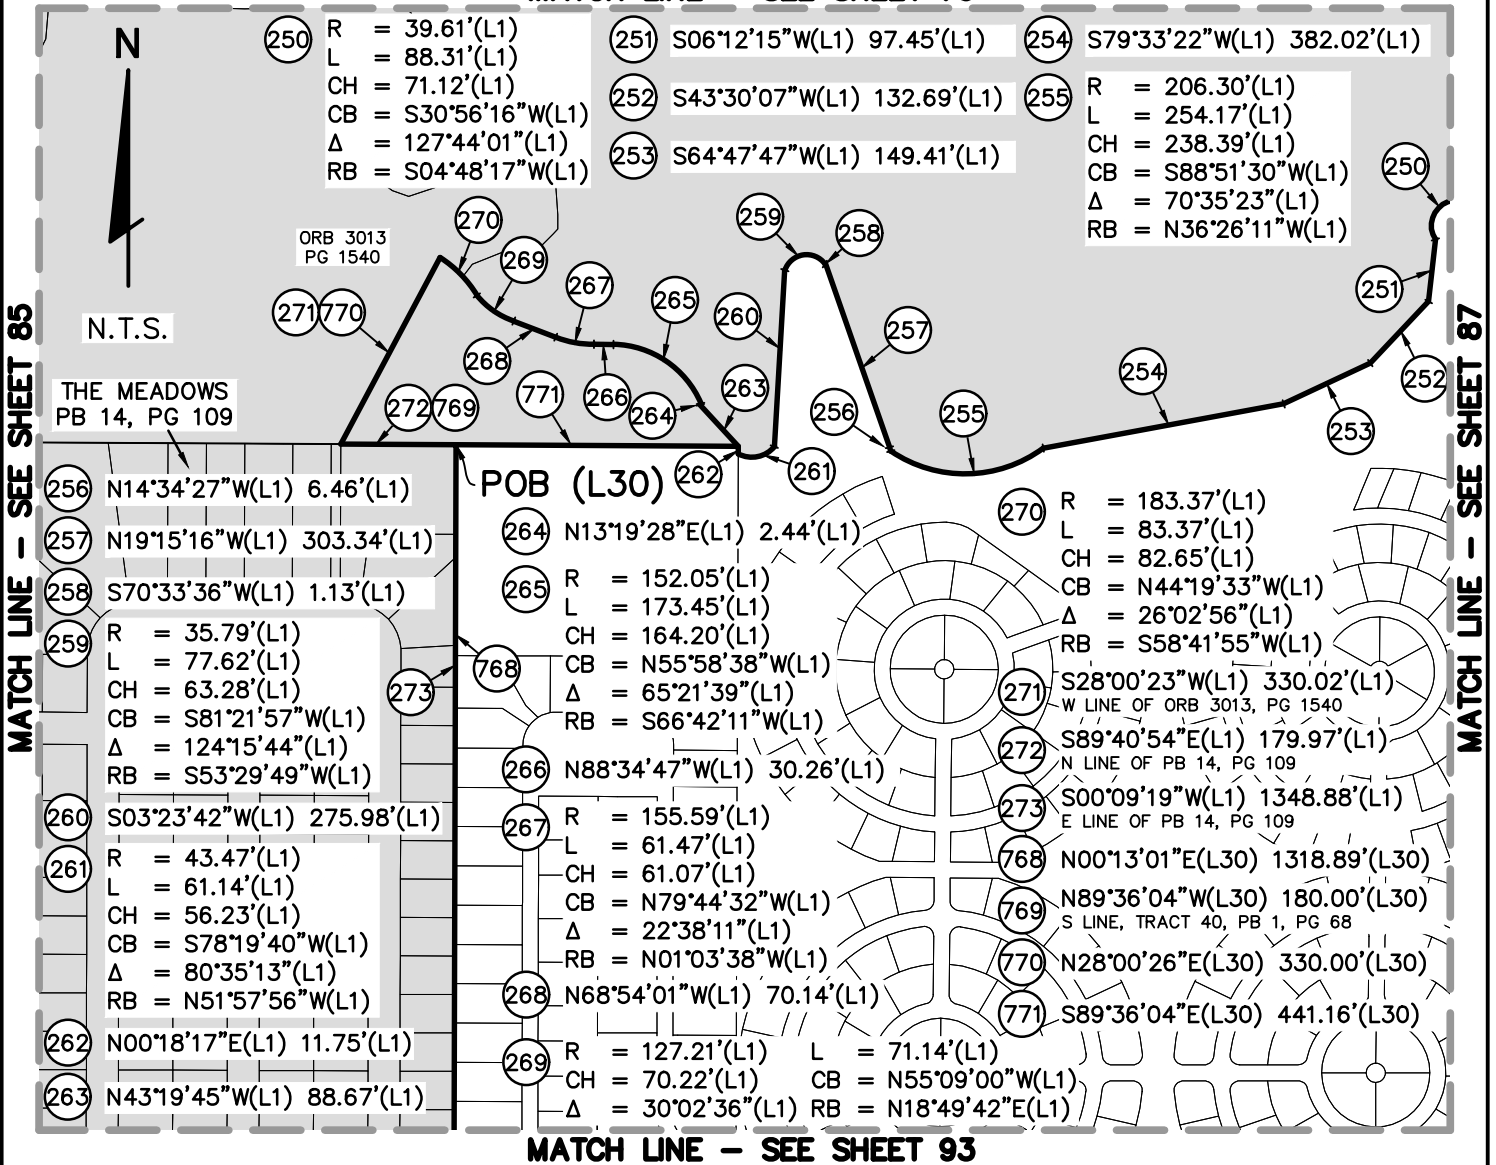 N
N.T.S.
250
R = 39.61'(L1)
L = 88.31'(L1)
CH = 71.12'(L1)
CB = S30°56'16"W(L1)
Δ = 127°44'01"(L1)
RB = S04°48'17"W(L1)
251 S06°12'15"W(L1) 97.45'(L1)
252 S43°30'07"W(L1) 132.69'(L1)
253 S64°47'47"W(L1) 149.41'(L1)
254 S79°33'22"W(L1) 382.02'(L1)
255
R = 206.30'(L1)
L = 254.17'(L1)
CH = 238.39'(L1)
CB = S88°51'30"W(L1)
Δ = 70°35'23"(L1)
RB = N36°26'11"W(L1)
250
270
259
258
ORB 3013
PG 1540
269
267
265
251
271 770
260
257
268
254
252
272 769
771
266
264
263
256
255
253
262
261
MATCH LINE - SEE SHEET 85
MATCH LINE - SEE SHEET 87
THE MEADOWS
PB 14, PG 109
POB (L30)
256 N14°34'27"W(L1) 6.46'(L1)
257 N19°15'16"W(L1) 303.34'(L1)
258 S70°33'36"W(L1) 1.13'(L1)
259
R = 35.79'(L1)
L = 77.62'(L1)
CH = 63.28'(L1)
CB = S81°21'57"W(L1)
Δ = 124°15'44"(L1)
RB = S53°29'49"W(L1)
260 S03°23'42"W(L1) 275.98'(L1)
261
R = 43.47'(L1)
L = 61.14'(L1)
CH = 56.23'(L1)
CB = S78°19'40"W(L1)
Δ = 80°35'13"(L1)
RB = N51°57'56"W(L1)
262 N00°18'17"E(L1) 11.75'(L1)
263 N43°19'45"W(L1) 88.67'(L1)
273
768
264 N13°19'28"E(L1) 2.44'(L1)
265
R = 152.05'(L1)
L = 173.45'(L1)
CH = 164.20'(L1)
CB = N55°58'38"W(L1)
Δ = 65°21'39"(L1)
RB = S66°42'11"W(L1)
266 N88°34'47"W(L1) 30.26'(L1)
267
R = 155.59'(L1)
L = 61.47'(L1)
CH = 61.07'(L1)
CB = N79°44'32"W(L1)
Δ = 22°38'11"(L1)
RB = N01°03'38"W(L1)
268 N68°54'01"W(L1) 70.14'(L1)
269
R = 127.21'(L1) L = 71.14'(L1)
CH = 70.22'(L1) CB = N55°09'00"W(L1)
Δ = 30°02'36"(L1) RB = N18°49'42"E(L1)
270
R = 183.37'(L1)
L = 83.37'(L1)
CH = 82.65'(L1)
CB = N44°19'33"W(L1)
Δ = 26°02'56"(L1)
RB = S58°41'55"W(L1)
271 S28°00'23"W(L1) 330.02'(L1)
W LINE OF ORB 3013, PG 1540
272 S89°40'54"E(L1) 179.97'(L1)
N LINE OF PB 14, PG 109
273 S00°09'19"W(L1) 1348.88'(L1)
E LINE OF PB 14, PG 109
768 N00°13'01"E(L30) 1318.89'(L30)
769 N89°36'04"W(L30) 180.00'(L30)
S LINE, TRACT 40, PB 1, PG 68
770 N28°00'26"E(L30) 330.00'(L30)
771 S89°36'04"E(L30) 441.16'(L30)
MATCH LINE - SEE SHEET 93